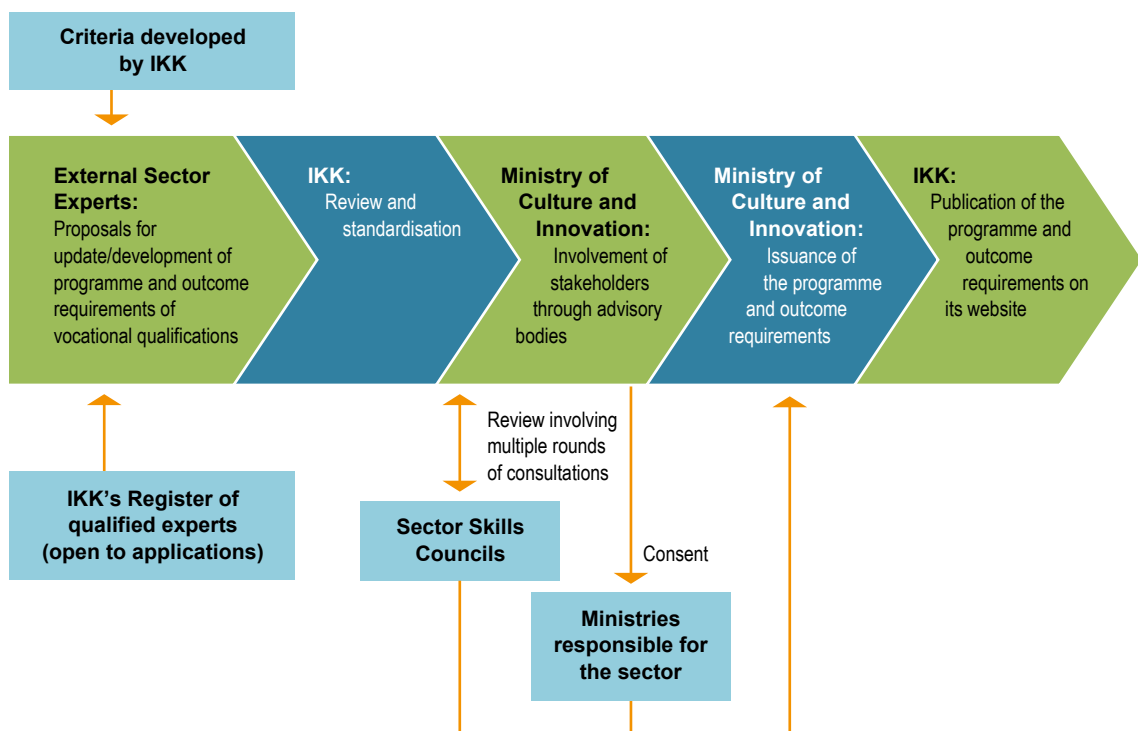 Criteria developed
by IKK
External Sector
Experts:
Proposals for
update/development of
programme and outcome
requirements of
vocational qualifications
IKK:
Review and
standardisation
Ministry of
Culture and
Innovation:
Involvement of
stakeholders
through advisory
bodies
Ministry of
Culture and
Innovation:
Issuance of
the programme
and outcome
requirements
IKK:
Publication of the
programme and
outcome
requirements on
its website
Review involving
multiple rounds
of consultations
IKK's Register of
qualified experts
(open to applications)
Sector Skills
Councils
Consent
Ministries
responsible for
the sector